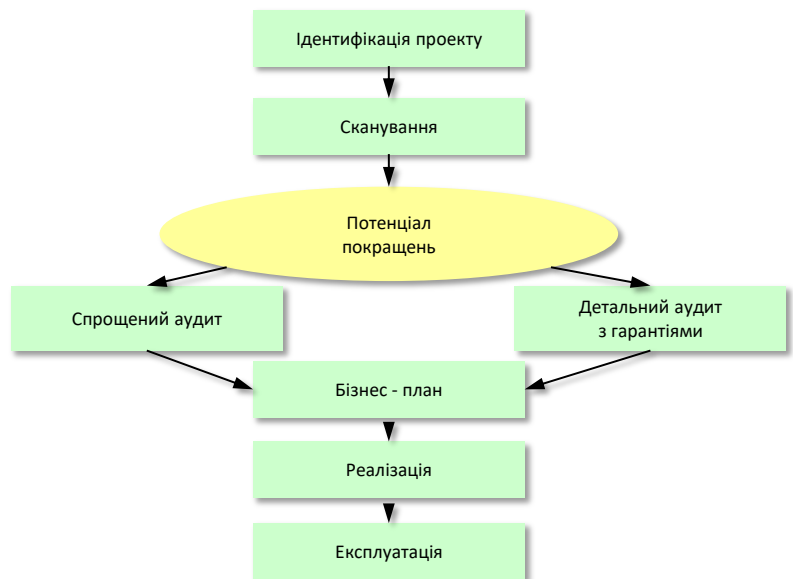 Ідентифікація проекту
Сканування
Потенціал
покращень
Спрощений аудит
Детальний аудит
з гарантіями
Бізнес - план
Реалізація
Експлуатація